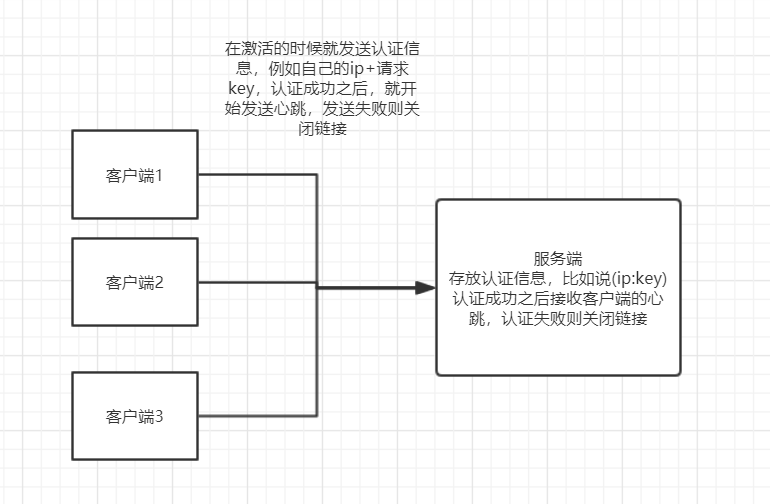 在激活的时候就发送认证信
息，例如自己的ip+请求
key，认证成功之后，就开
始发送心跳，发送失败则关
闭链接
客户端1
客户端2
客户端3
服务端
存放认证信息，比如说(ip:key)
认证成功之后接收客户端的心
跳，认证失败则关闭链接